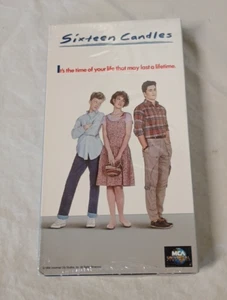 Sixteen Candles
It's the time of your life that may last a lifetime.
MCA